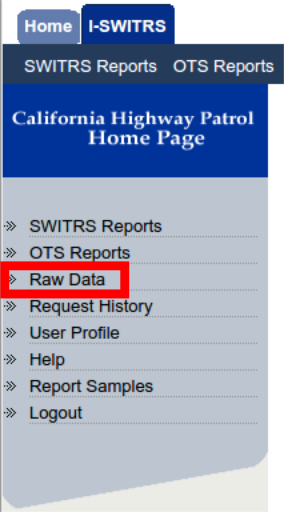 Home I-SWITRS
SWITRS Reports OTS Reports
California Highway Patrol
Home Page
SWITRS Reports
OTS Reports
Raw Data
Request History
User Profile
Help
Report Samples
Logout